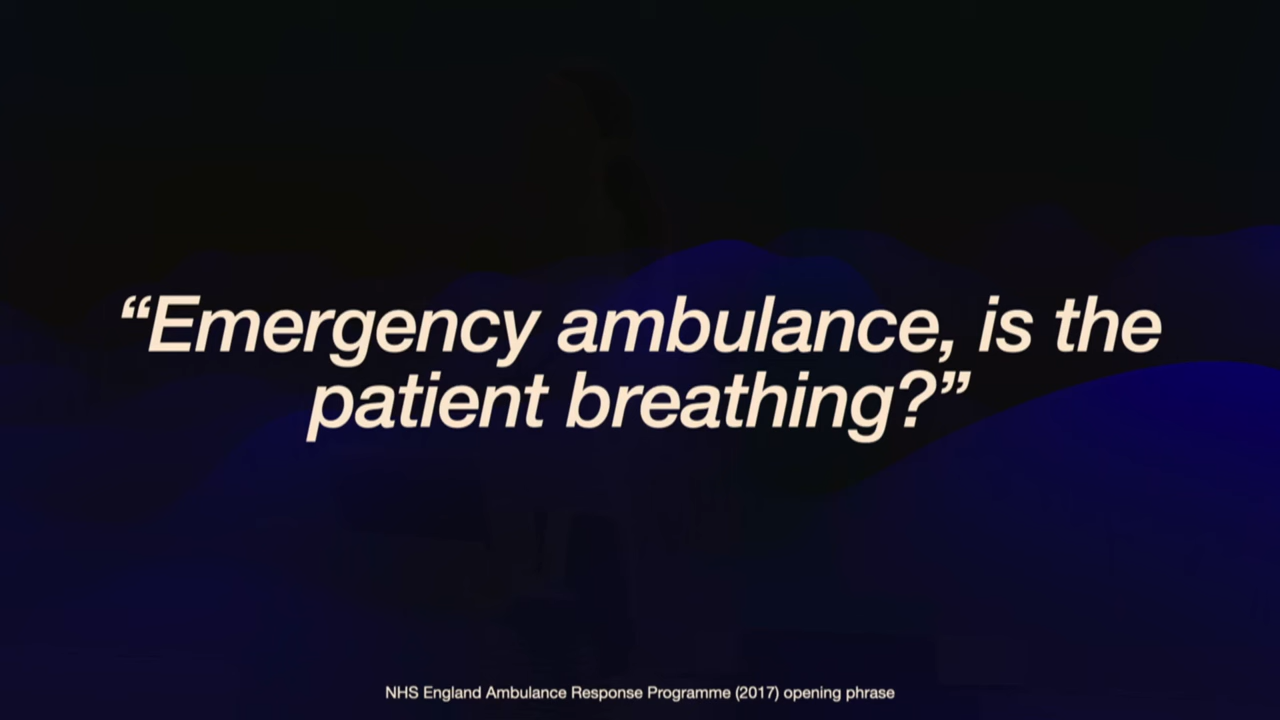 “Emergency ambulance, is the
patient breathing?”
NHS England Ambulance Response Programme (2017) opening phrase